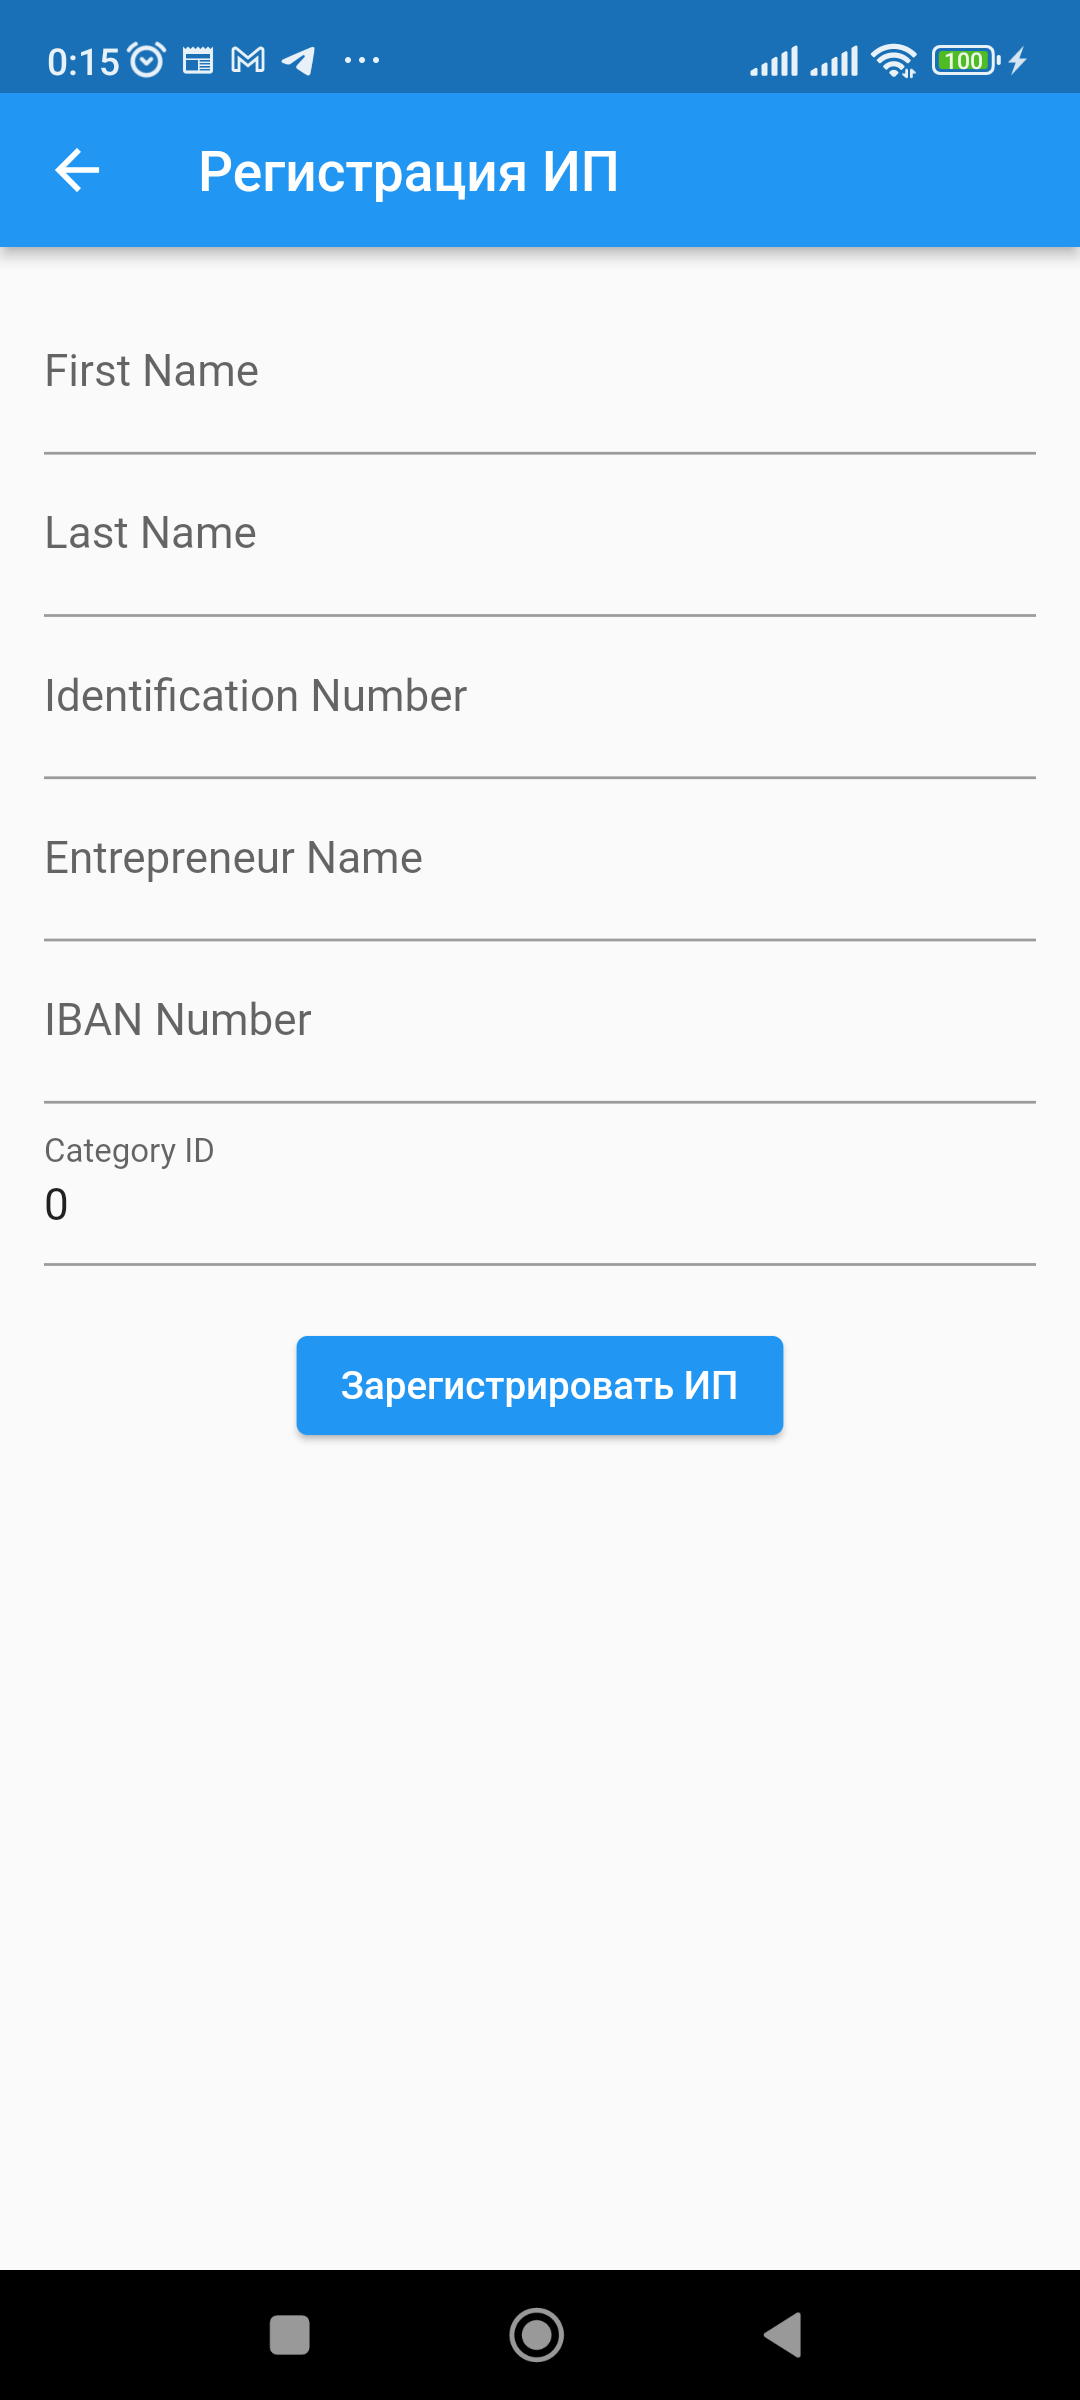 0:15
100
Регистрация ИП
First Name
Last Name
Identification Number
Entrepreneur Name
IBAN Number
Category ID
0
Зарегистрировать ИП